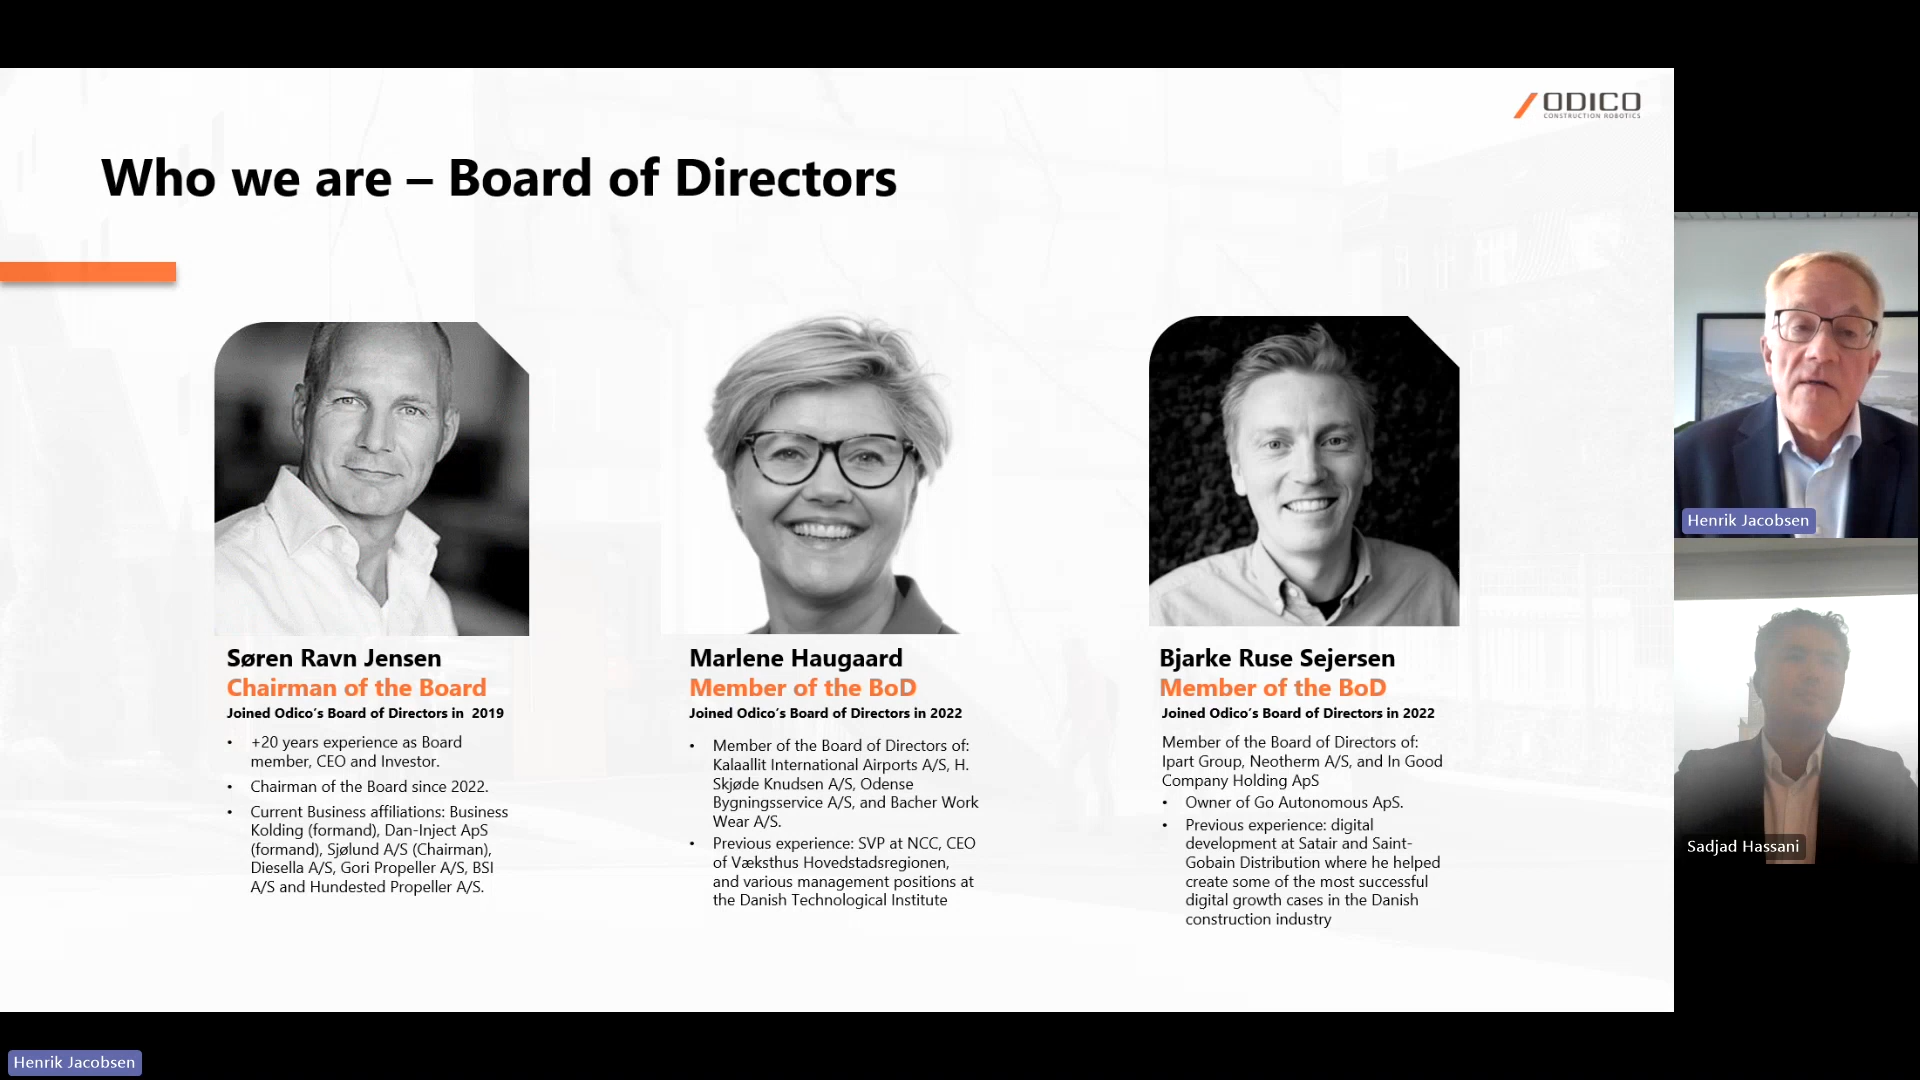 ODICO
CONSTRUCTION ROBOTICS
Who we are – Board of Directors
Søren Ravn Jensen
Chairman of the Board
Joined Odico's Board of Directors in 2019
• +20 years experience as Board
member, CEO and Investor.
• Chairman of the Board since 2022.
• Current Business affiliations: Business
Kolding (formand), Dan-Inject ApS
(formand), Sjølund A/S (Chairman),
Diesella A/S, Gori Propeller A/S, BSI
A/S and Hundested Propeller A/S.
Marlene Haugaard
Member of the BoD
Joined Odico's Board of Directors in 2022
• Member of the Board of Directors of:
Kalaallit International Airports A/S, H.
Skjøde Knudsen A/S, Odense
Bygningsservice A/S, and Bacher Work
Wear A/S.
• Previous experience: SVP at NCC, CEO
of Væksthus Hovedstadsregionen,
and various management positions at
the Danish Technological Institute
Bjarke Ruse Sejersen
Member of the BoD
Joined Odico's Board of Directors in 2022
Member of the Board of Directors of:
Ipart Group, Neotherm A/S, and In Good
Company Holding ApS
• Owner of Go Autonomous ApS.
• Previous experience: digital
development at Satair and Saint-
Gobain Distribution where he helped
create some of the most successful
digital growth cases in the Danish
construction industry
Henrik Jacobsen
Sadjad Hassani
Henrik Jacobsen